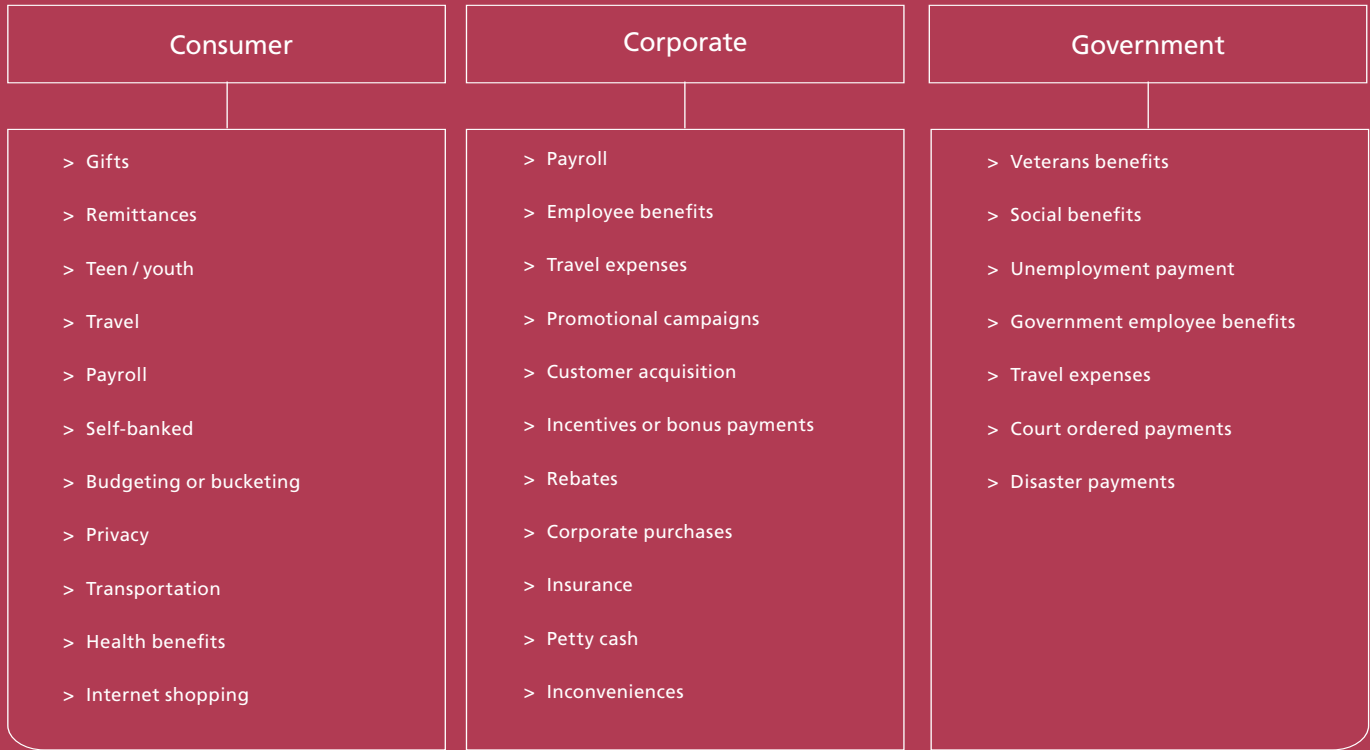 Consumer
> Gifts
> Remittances
> Teen / youth
> Travel
> Payroll
> Self-banked
> Budgeting or bucketing
> Privacy
> Transportation
> Health benefits
> Internet shopping
Corporate
> Payroll
> Employee benefits
> Travel expenses
> Promotional campaigns
> Customer acquisition
> Incentives or bonus payments
> Rebates
> Corporate purchases
> Insurance
> Petty cash
> Inconveniences
Government
> Veterans benefits
> Social benefits
> Unemployment payment
> Government employee benefits
> Travel expenses
> Court ordered payments
> Disaster payments